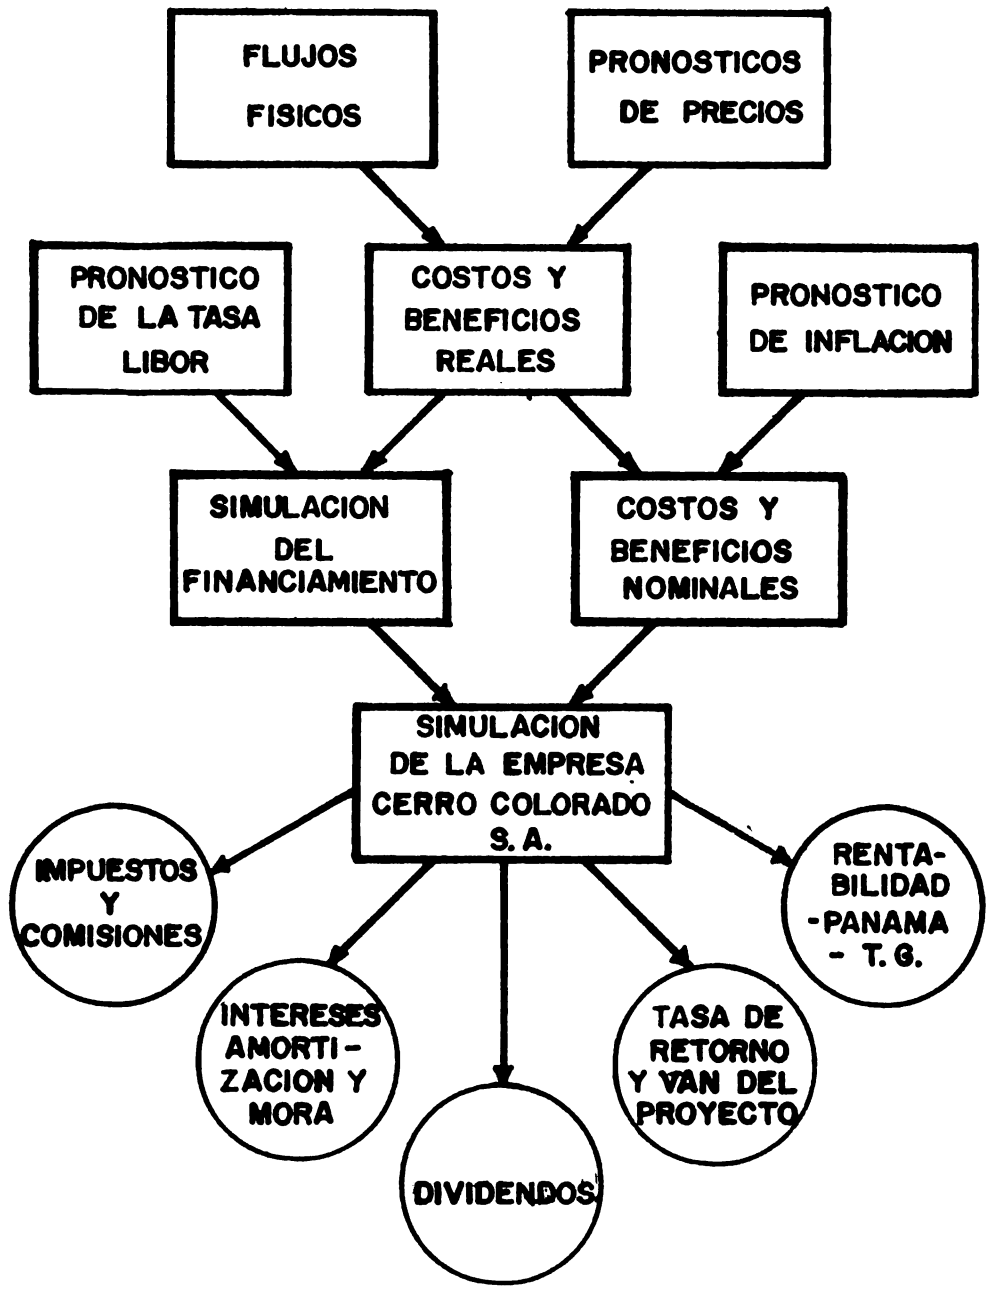 FLUJOS
FISICOS
PRONOSTICOS
DE PRECIOS
PRONOSTICO
DE LA TASA
LIBOR
COSTOS Y
BENEFICIOS
REALES
PRONOSTICO
DE INFLACION
SIMULACION
DEL
FINANCIAMIENTO
COSTOS Y
BENEFICIOS
NOMINALES
SIMULACION
DE LA EMPRESA
CERRO COLORADO
S. A.
IMPUESTOS
Y
COMISIONES
INTERESES
AMORTI-
ZACION Y
MORA
DIVIDENDOS
TASA DE
RETORNO
Y VAN DEL
PROYECTO
RENTA-
BILIDAD
-PANAMA
- T. G.